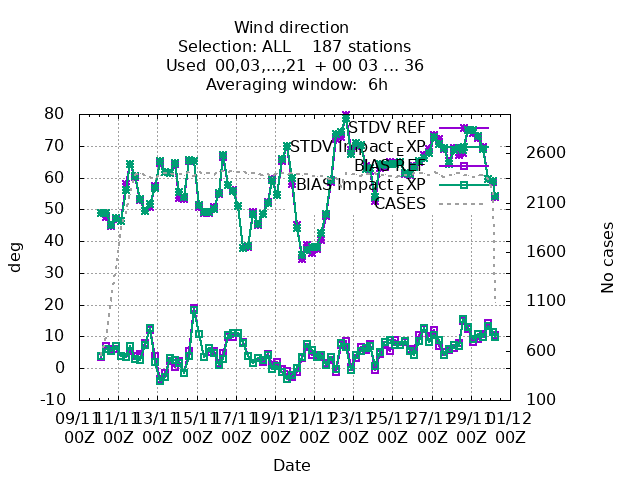 Wind direction
Selection: ALL    187 stations
Used  00,03,...,21  + 00 03 ... 36
Averaging window:  6h
80
70
60
50
40
30
20
10
0
-10
deg
STDV REF
STDV Impact_EXP
BIAS REF
BIAS Impact_EXP
CASES
2600
2100
1600
1100
600
100
No cases
09/11 11/11 13/11 15/11 17/11 19/11 21/11 23/11 25/11 27/11 29/11 01/12
00Z 00Z 00Z 00Z 00Z 00Z 00Z 00Z 00Z 00Z 00Z 00Z
Date